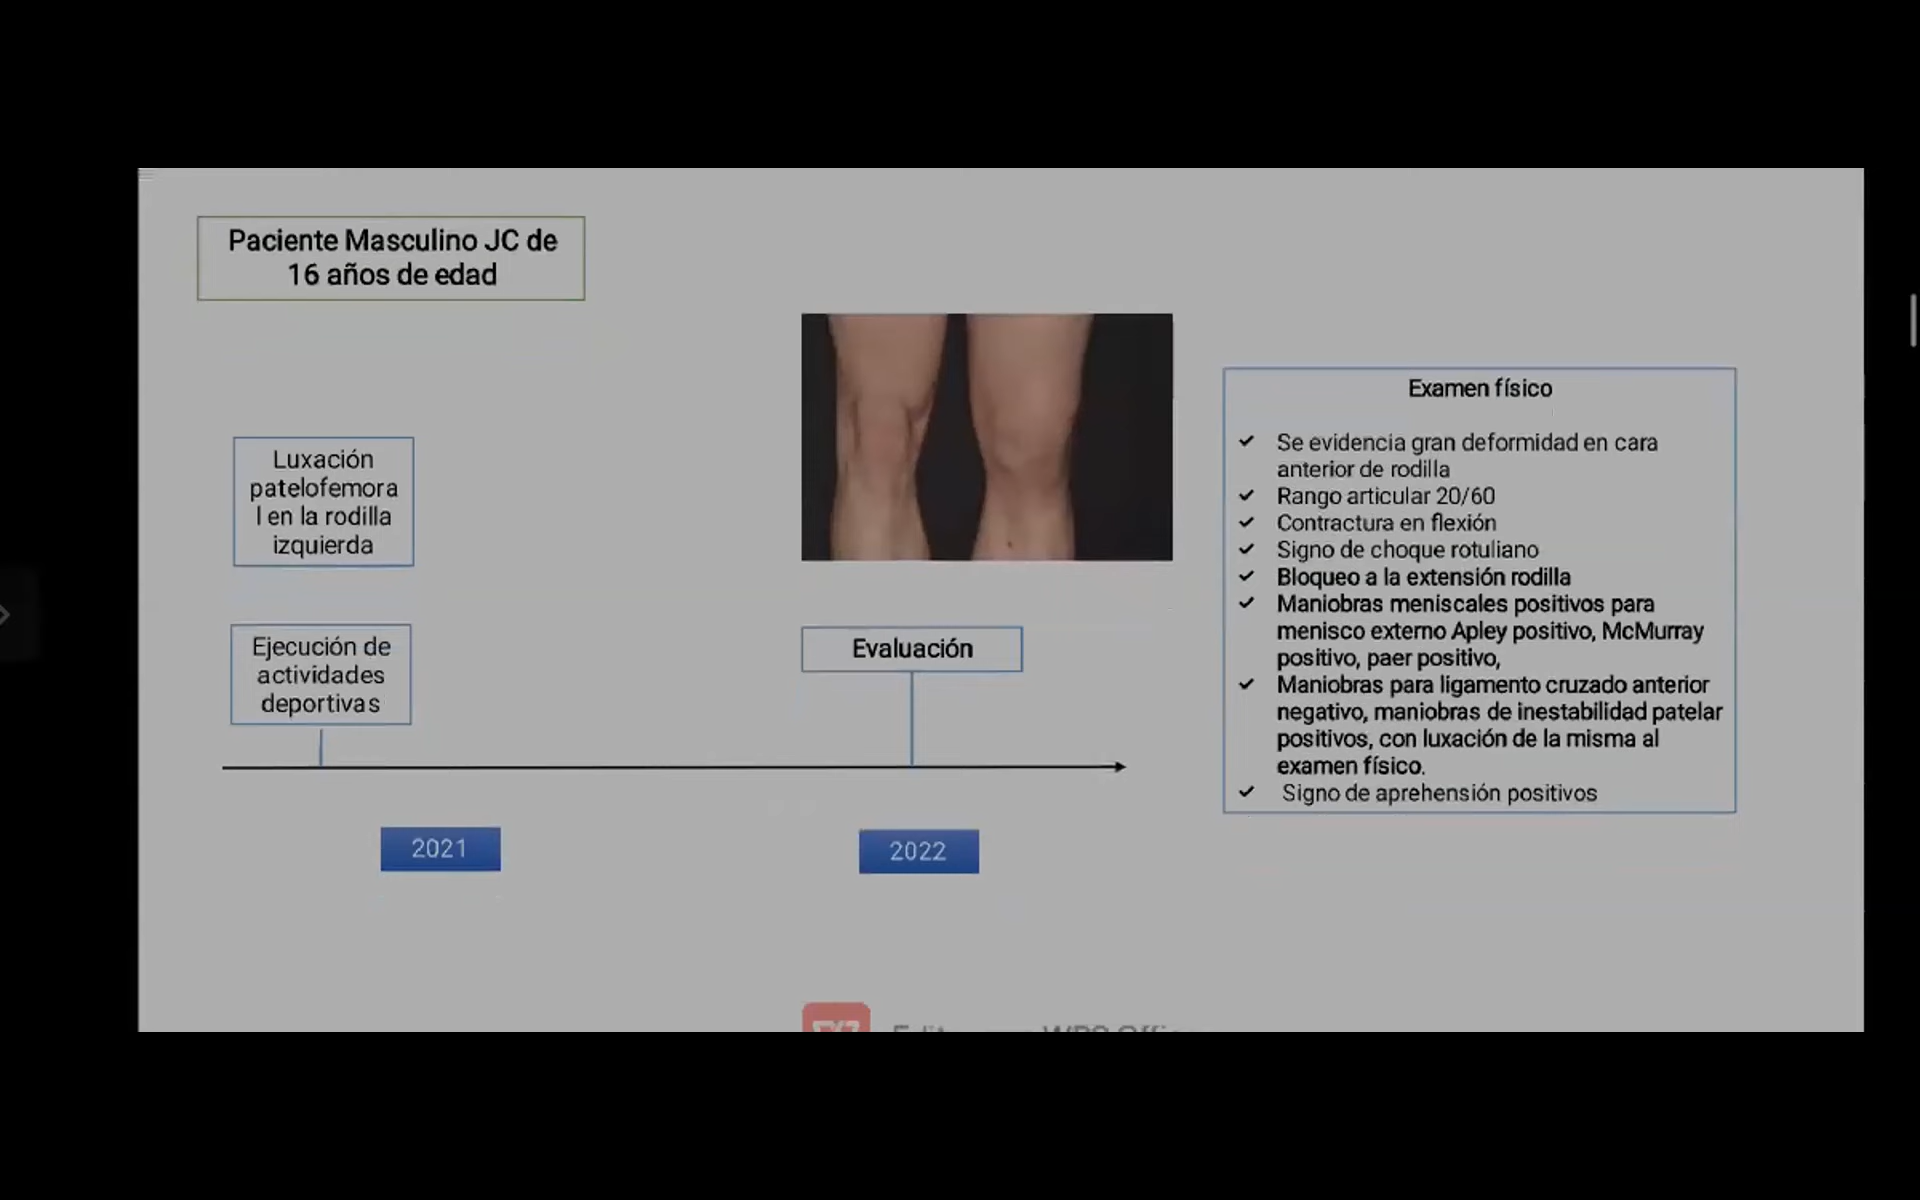 Paciente Masculino JC de
16 años de edad
Luxación
patelofemora
l en la rodilla
izquierda
Ejecución de
actividades
deportivas
Evaluación
2021
2022
Examen físico
✓ Se evidencia gran deformidad en cara
anterior de rodilla
✓ Rango articular 20/60
✓ Contractura en flexión
✓ Signo de choque rotuliano
✓ Bloqueo a la extensión rodilla
✓ Maniobras meniscales positivos para
menisco externo Apley positivo, McMurray
positivo, paer positivo,
✓ Maniobras para ligamento cruzado anterior
negativo, maniobras de inestabilidad patelar
positivos, con luxación de la misma al
examen físico.
✓ Signo de aprehensión positivos